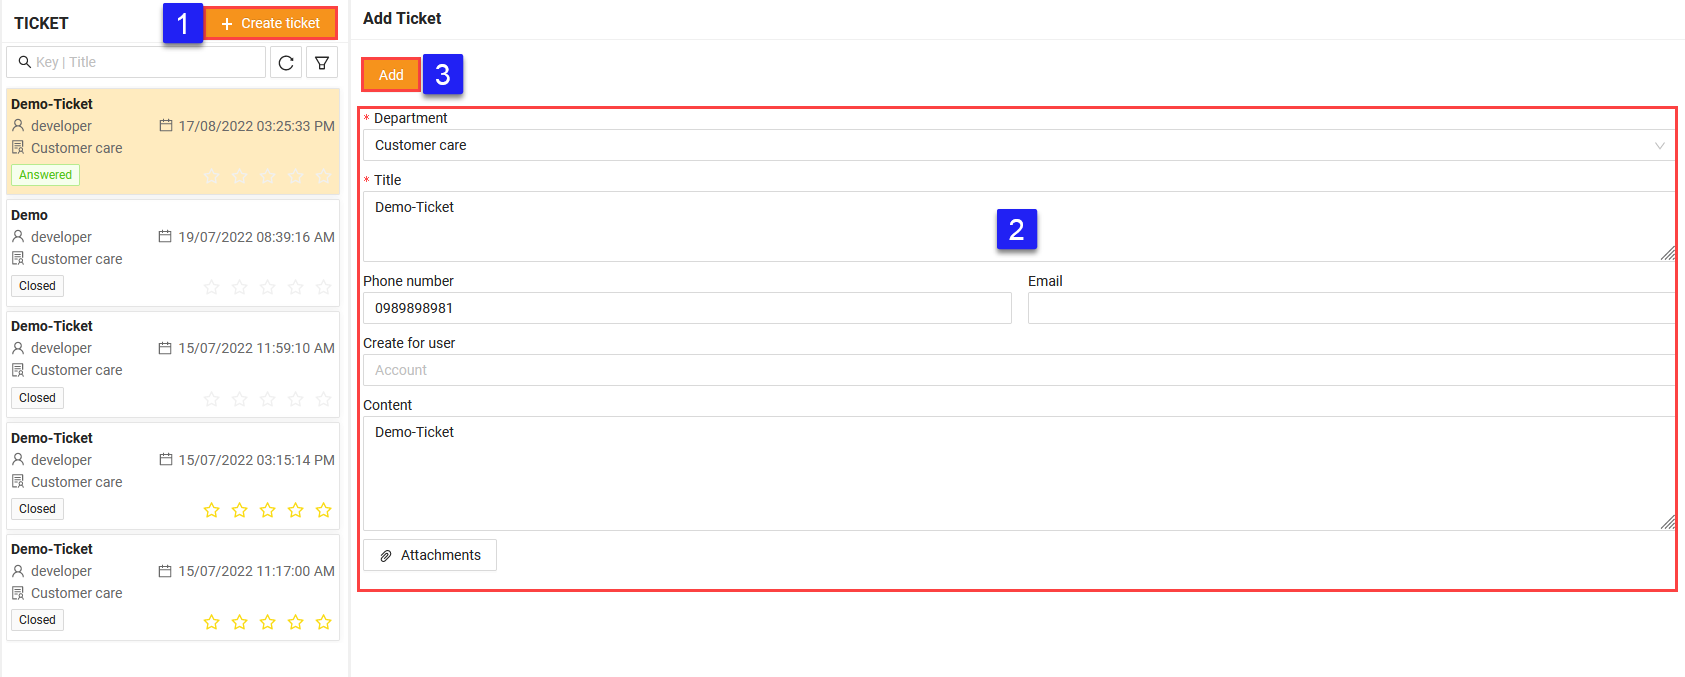 TICKET
1
+ Create ticket
Key | Title
Demo-Ticket
developer 17/08/2022 03:25:33 PM
Customer care
Answered
Demo
developer 19/07/2022 08:39:16 AM
Customer care
Closed
Demo-Ticket
developer 15/07/2022 11:59:10 AM
Customer care
Closed
Demo-Ticket
developer 15/07/2022 03:15:14 PM
Customer care
Closed
Demo-Ticket
developer 15/07/2022 11:17:00 AM
Customer care
Closed
Add Ticket
Add
3
* Department
Customer care
* Title
Demo-Ticket
2
Phone number Email
0989898981
Create for user
Account
Content
Demo-Ticket
Attachments